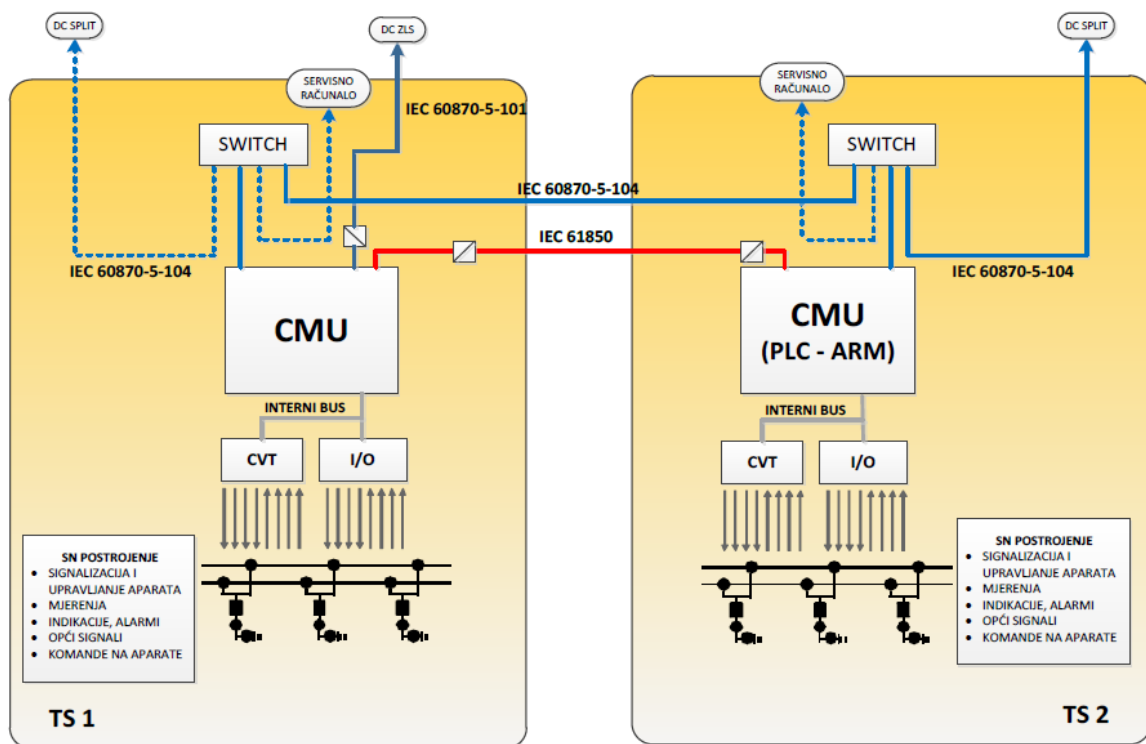 DC SPLIT
DC ZLS
DC SPLIT
SERVISNO
RAČUNALO
IEC 60870-5-101
SERVISNO
RAČUNALO
SWITCH
SWITCH
IEC 60870-5-104
IEC 61850
IEC 60870-5-104
IEC 60870-5-104
CMU
CMU
(PLC - ARM)
INTERNI BUS
INTERNI BUS
CVT
I/O
CVT
I/O
SN POSTROJENJE
• SIGNALIZACIJA I
UPRAVLJANJE APARATA
• MJERENJA
• INDIKACIJE, ALARMI
• OPĆI SIGNALI
• KOMANDE NA APARATE
SN POSTROJENJE
• SIGNALIZACIJA I
UPRAVLJANJE APARATA
• MJERENJA
• INDIKACIJE, ALARMI
• OPĆI SIGNALI
• KOMANDE NA APARATE
TS 1
TS 2